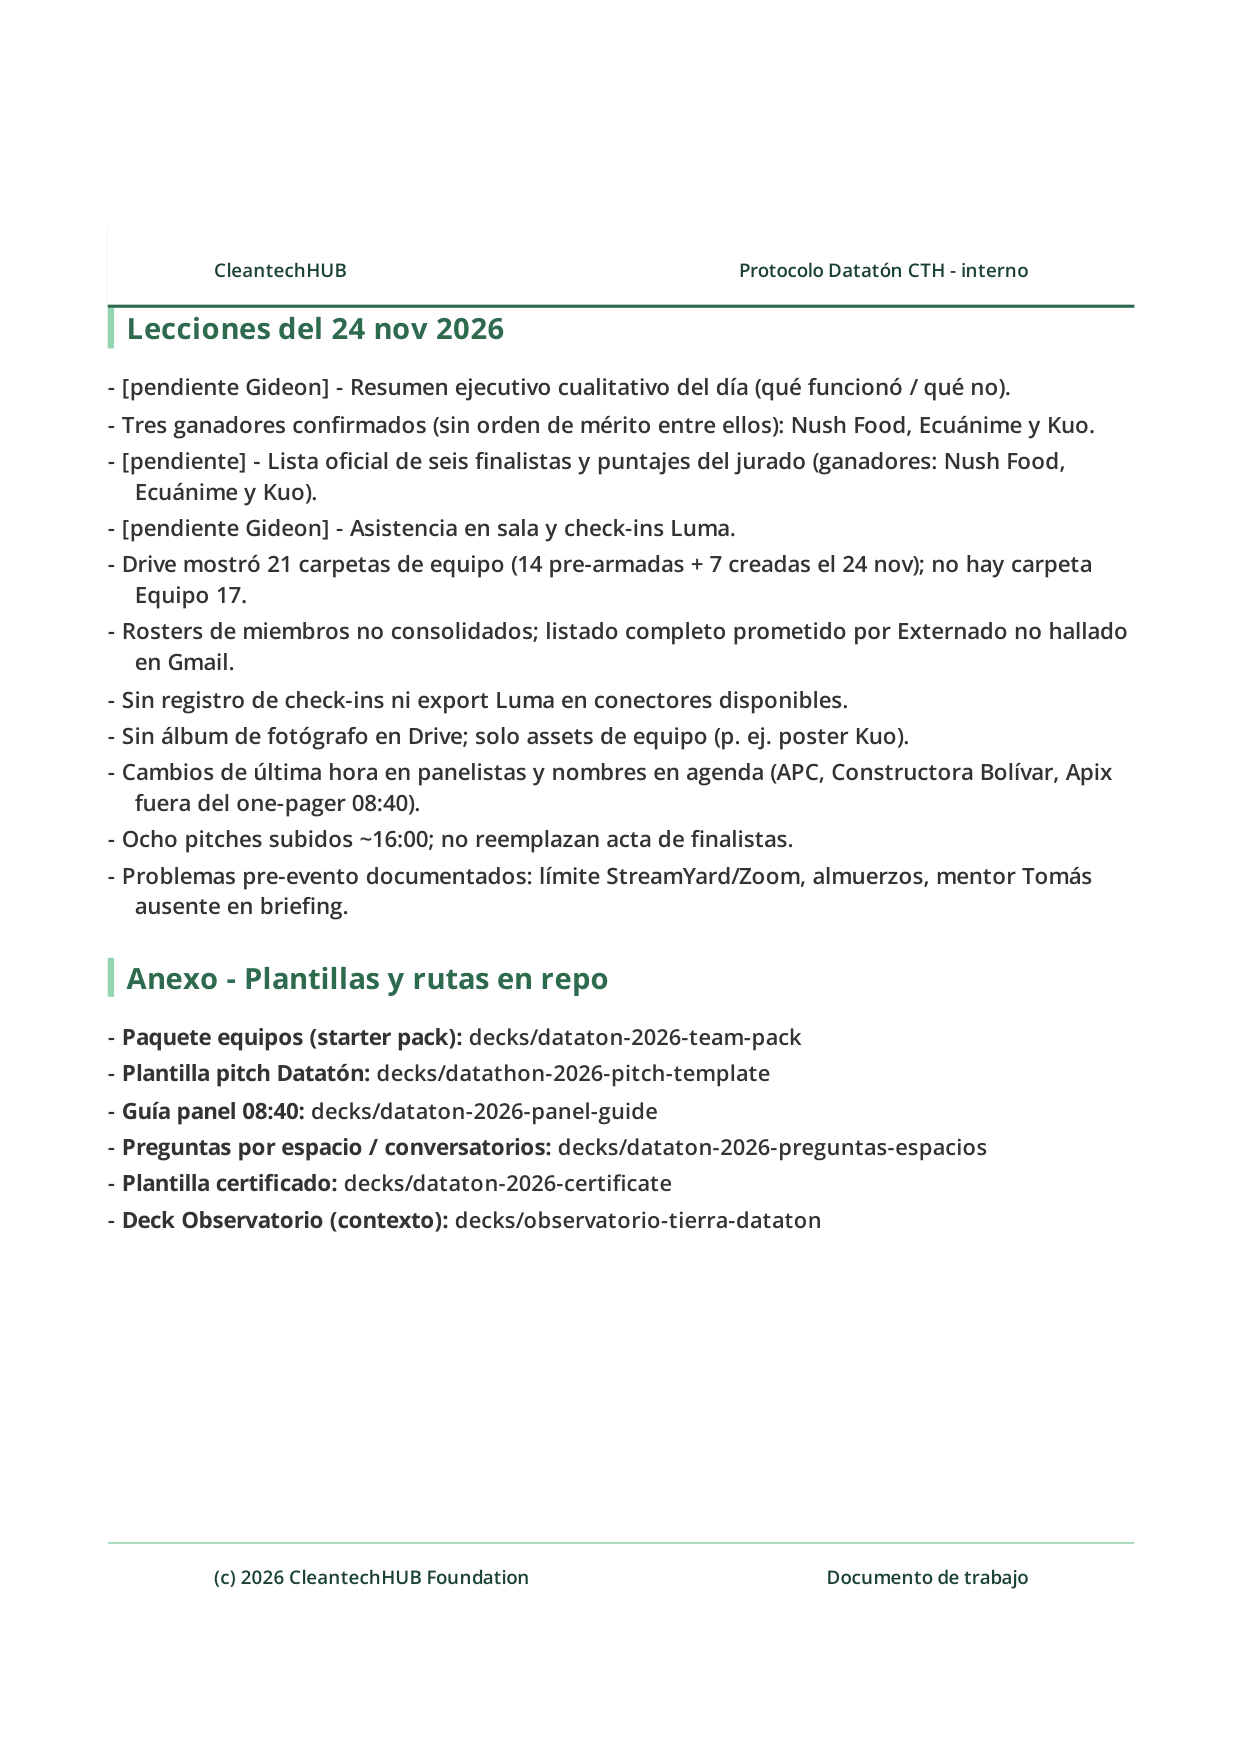 CleantechHUB
Protocolo Datatón CTH - interno
Lecciones del 24 nov 2026
- [pendiente Gideon] - Resumen ejecutivo cualitativo del día (qué funcionó / qué no).
- Tres ganadores confirmados (sin orden de mérito entre ellos): Nush Food, Ecuánime y Kuo.
- [pendiente] - Lista oficial de seis finalistas y puntajes del jurado (ganadores: Nush Food,
Ecuánime y Kuo).
- [pendiente Gideon] - Asistencia en sala y check-ins Luma.
- Drive mostró 21 carpetas de equipo (14 pre-armadas + 7 creadas el 24 nov); no hay carpeta
Equipo 17.
- Rosters de miembros no consolidados; listado completo prometido por Externado no hallado
en Gmail.
- Sin registro de check-ins ni export Luma en conectores disponibles.
- Sin álbum de fotógrafo en Drive; solo assets de equipo (p. ej. poster Kuo).
- Cambios de última hora en panelistas y nombres en agenda (APC, Constructora Bolívar, Apix
fuera del one-pager 08:40).
- Ocho pitches subidos ~16:00; no reemplazan acta de finalistas.
- Problemas pre-evento documentados: límite StreamYard/Zoom, almuerzos, mentor Tomás
ausente en briefing.
Anexo - Plantillas y rutas en repo
- Paquete equipos (starter pack): decks/dataton-2026-team-pack
- Plantilla pitch Datatón: decks/datathon-2026-pitch-template
- Guía panel 08:40: decks/dataton-2026-panel-guide
- Preguntas por espacio / conversatorios: decks/dataton-2026-preguntas-espacios
- Plantilla certificado: decks/dataton-2026-certificate
- Deck Observatorio (contexto): decks/observatorio-tierra-dataton
(c) 2026 CleantechHUB Foundation
Documento de trabajo